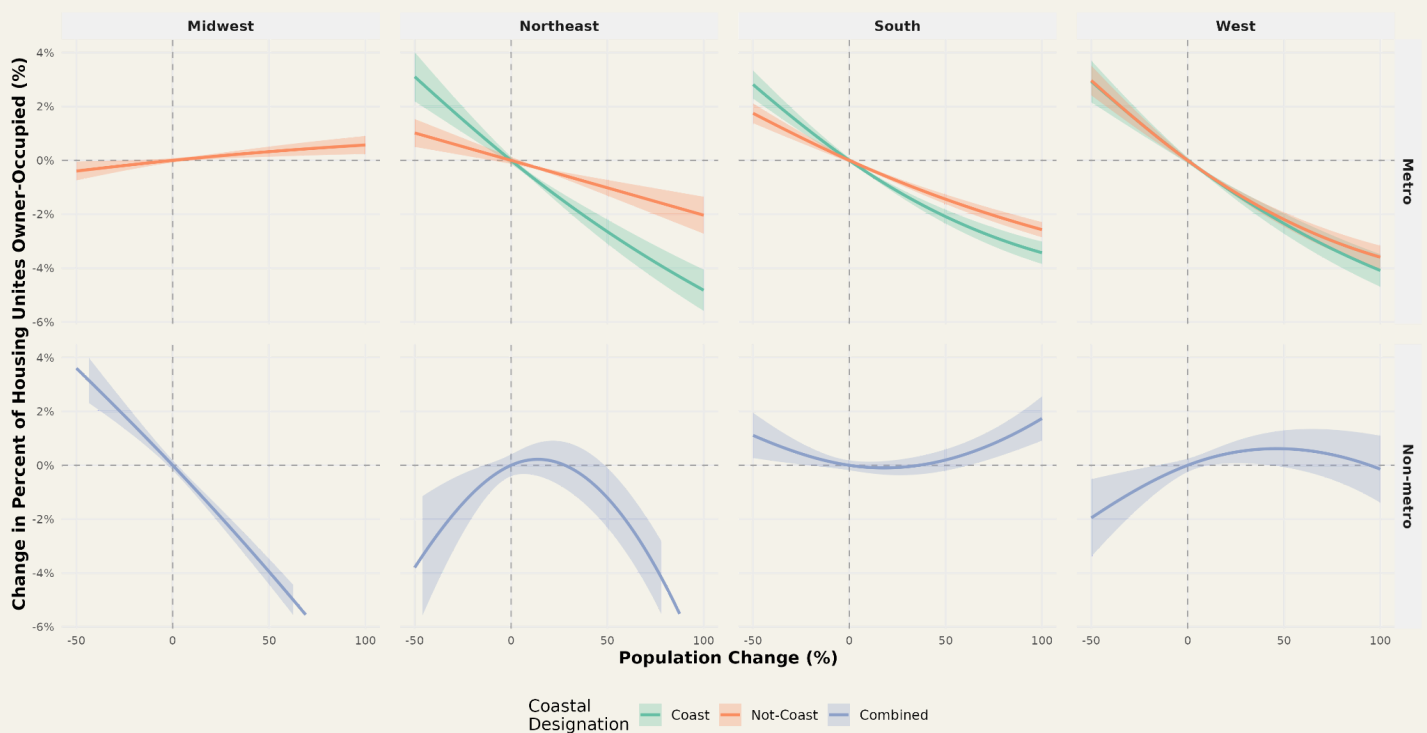 Midwest Northeast South West
Change in Percent of Housing Unites Owner-Occupied (%)
4%
2%
0%
-2%
-4%
-6%
Metro
4%
2%
0%
-2%
-4%
-6%
Non-metro
-50 0 50 100 -50 0 50 100 -50 0 50 100 -50 0 50 100
Population Change (%)
Coastal
Designation Coast Not-Coast Combined